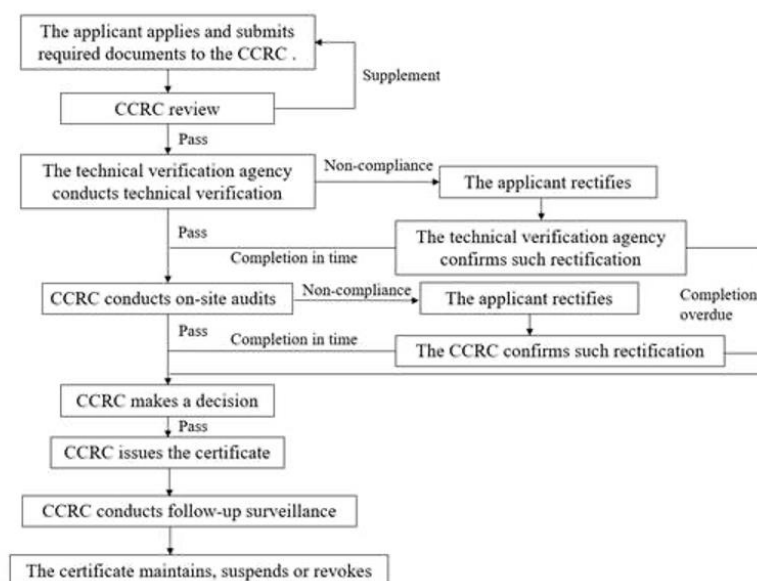 The applicant applies and submits
required documents to the CCRC .
Supplement
CCRC review
Pass
The technical verification agency
conducts technical verification
Non-compliance
The applicant rectifies
Pass
Completion in time
The technical verification agency
confirms such rectification
CCRC conducts on-site audits
Non-compliance
The applicant rectifies
Completion
overdue
Pass
Completion in time
The CCRC confirms such rectification
CCRC makes a decision
Pass
CCRC issues the certificate
CCRC conducts follow-up surveillance
The certificate maintains, suspends or revokes